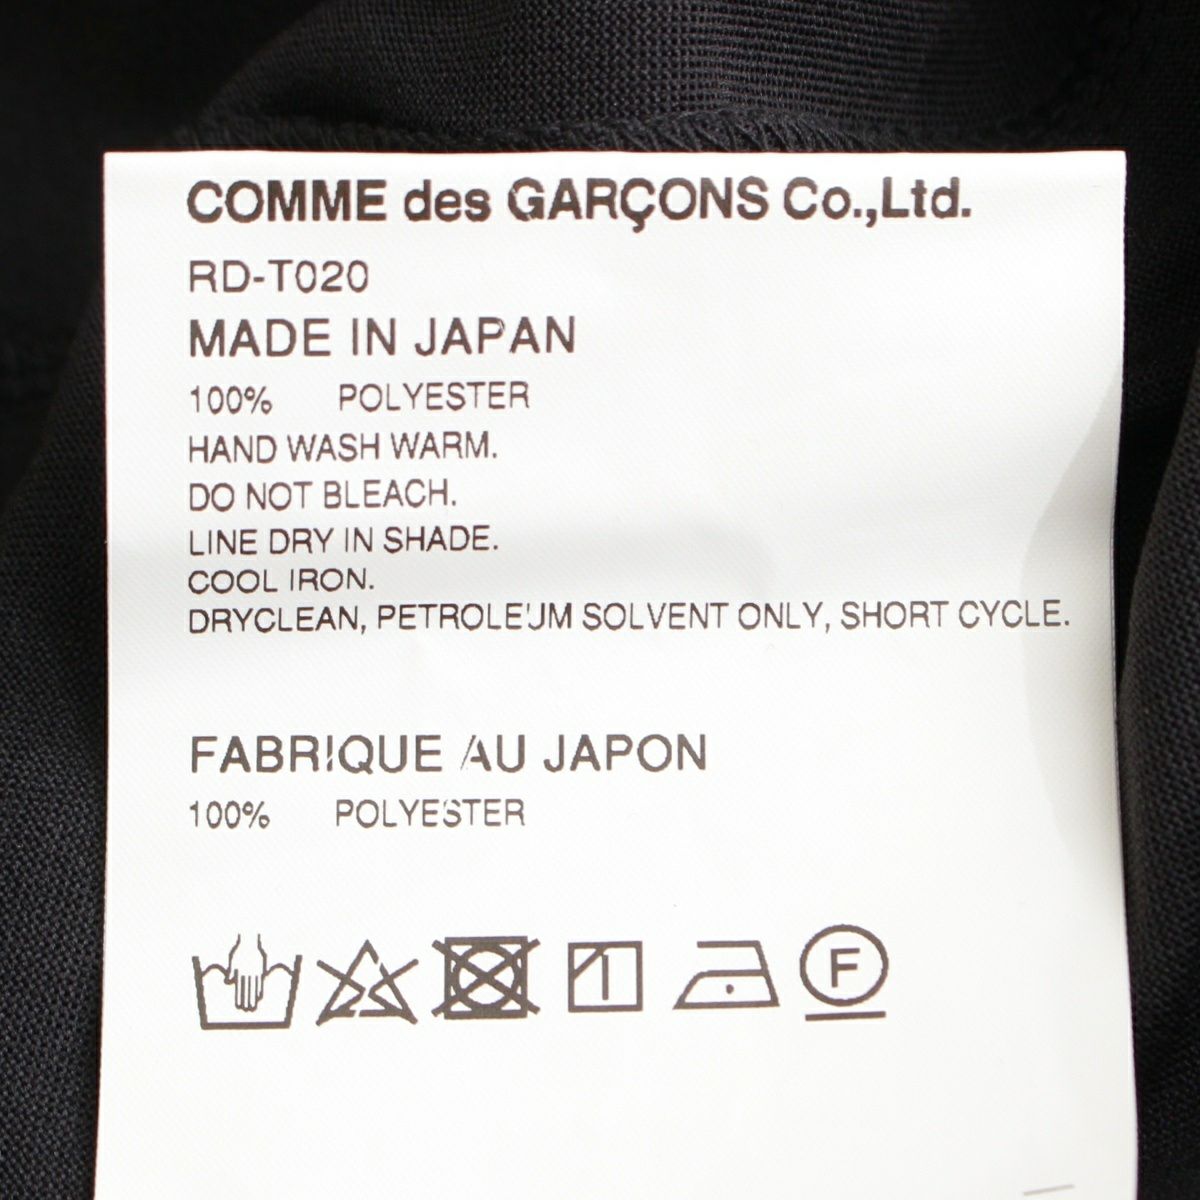 COMME des GARÇONS Co.,Ltd.
RD-T020
MADE IN JAPAN
100% POLYESTER
HAND WASH WARM.
DO NOT BLEACH.
LINE DRY IN SHADE.
COOL IRON.
DRYCLEAN, PETROLEUM SOLVENT ONLY, SHORT CYCLE.
FABRIQUE AU JAPON
100% POLYESTER
F